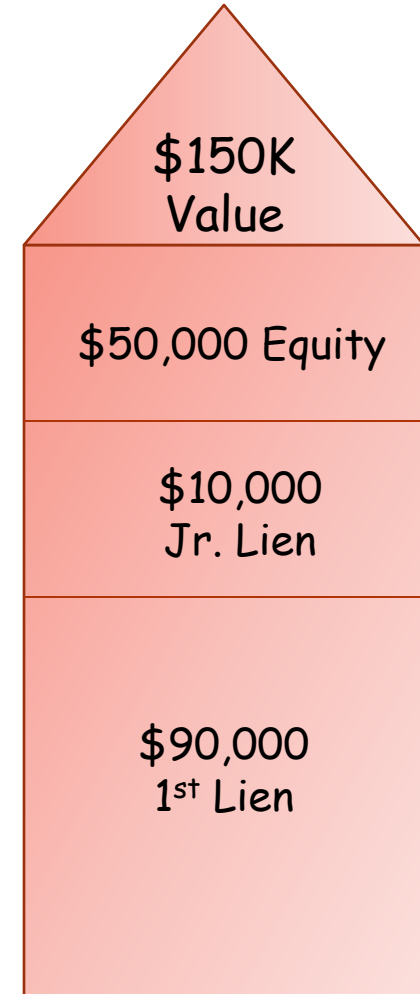 $150K
Value
$50,000 Equity
$10,000
Jr. Lien
$90,000
1st Lien